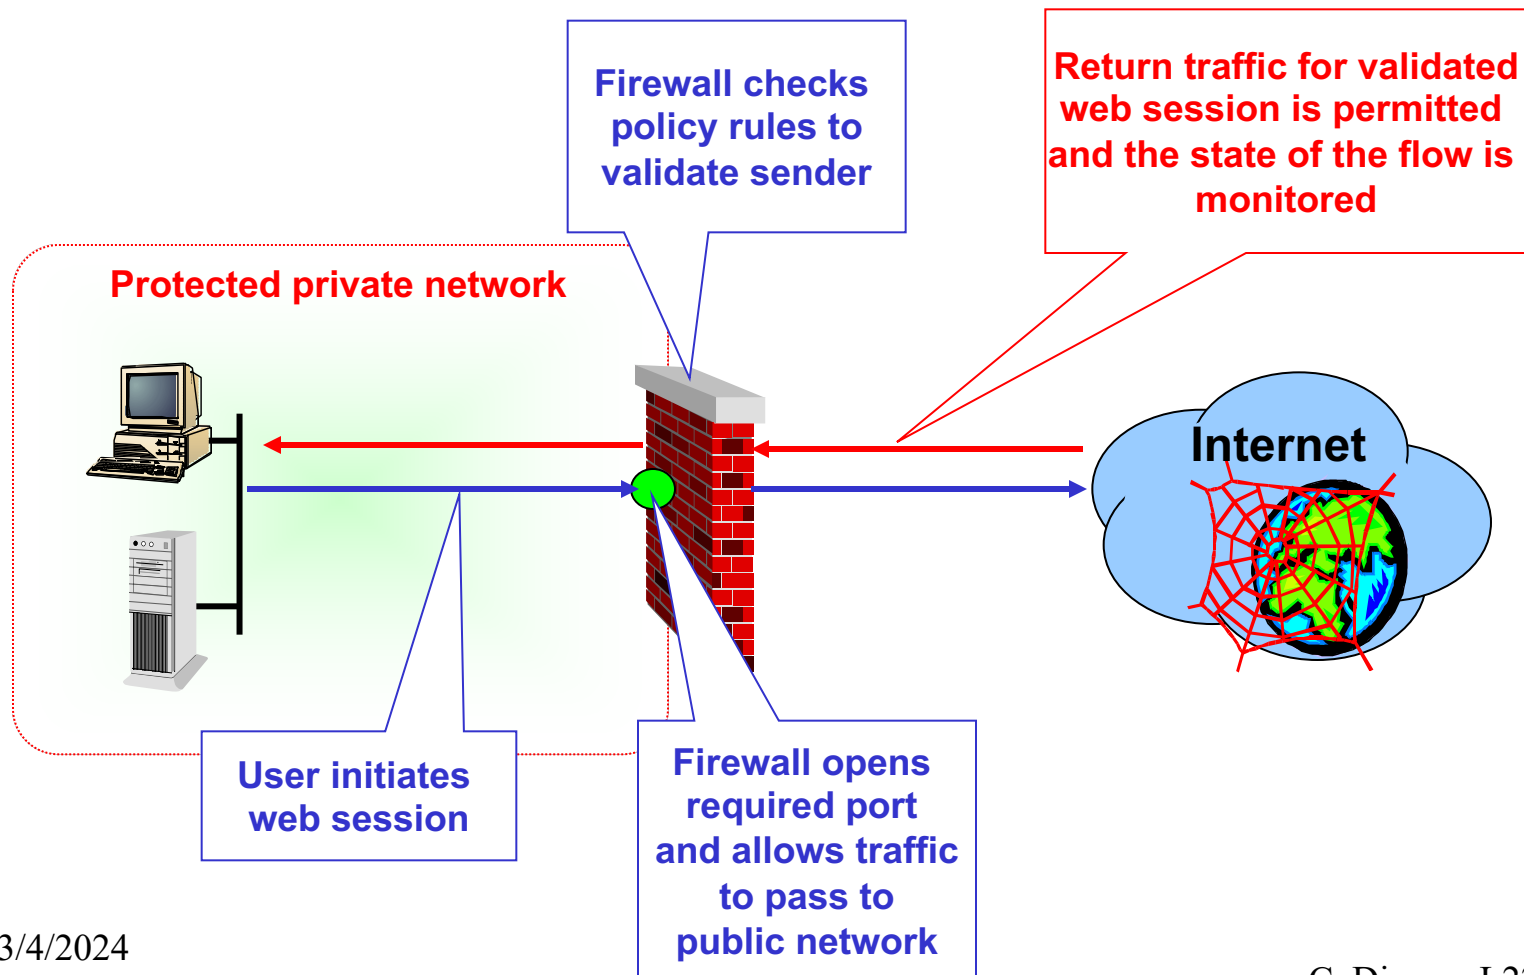 Firewall checks
policy rules to
validate sender
Return traffic for validated
web session is permitted
and the state of the flow is
monitored
Protected private network
Internet
User initiates
web session
Firewall opens
required port
and allows traffic
to pass to
public network
3/4/2024